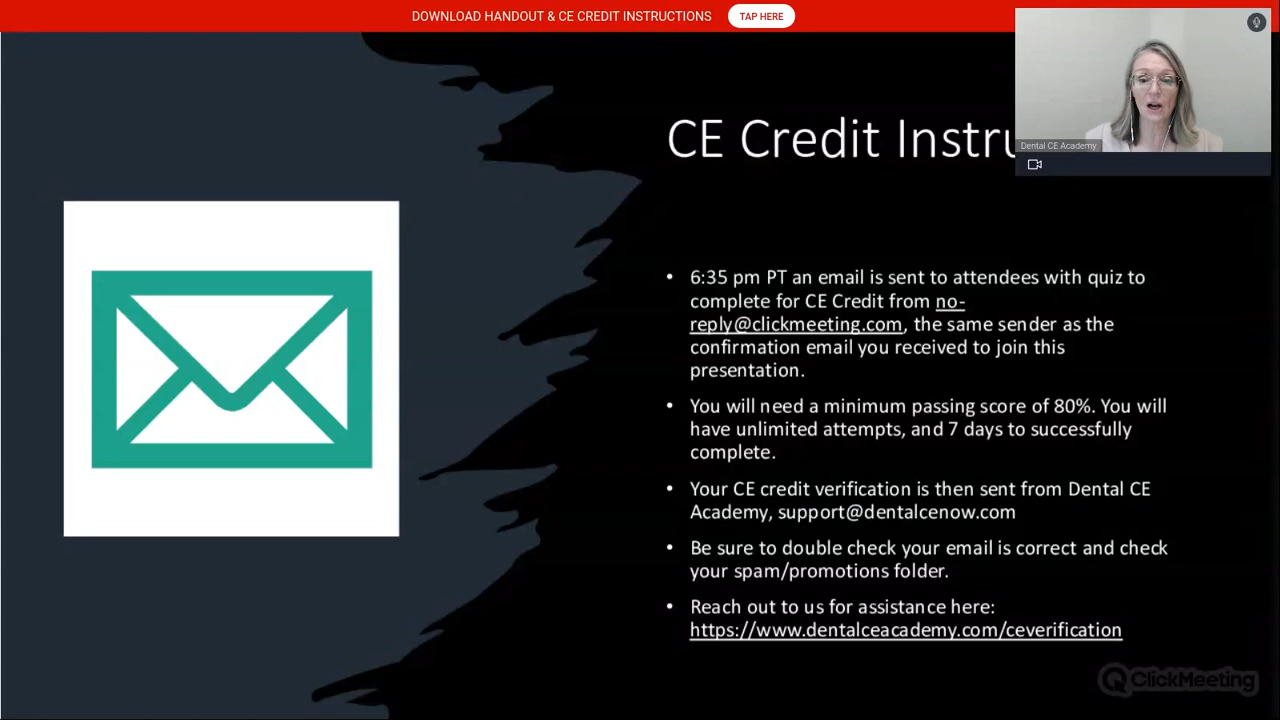 DOWNLOAD HANDOUT & CE CREDIT INSTRUCTIONS TAP HERE
CE Credit Instru
Dental CE Academy
• 6:35 pm PT an email is sent to attendees with quiz to
complete for CE Credit from no-
reply@clickmeeting.com, the same sender as the
confirmation email you received to join this
presentation.
• You will need a minimum passing score of 80%. You will
have unlimited attempts, and 7 days to successfully
complete.
• Your CE credit verification is then sent from Dental CE
Academy, support@dentalcenow.com
• Be sure to double check your email is correct and check
your spam/promotions folder.
• Reach out to us for assistance here:
https://www.dentalceacademy.com/ceverification
ClickMeeting